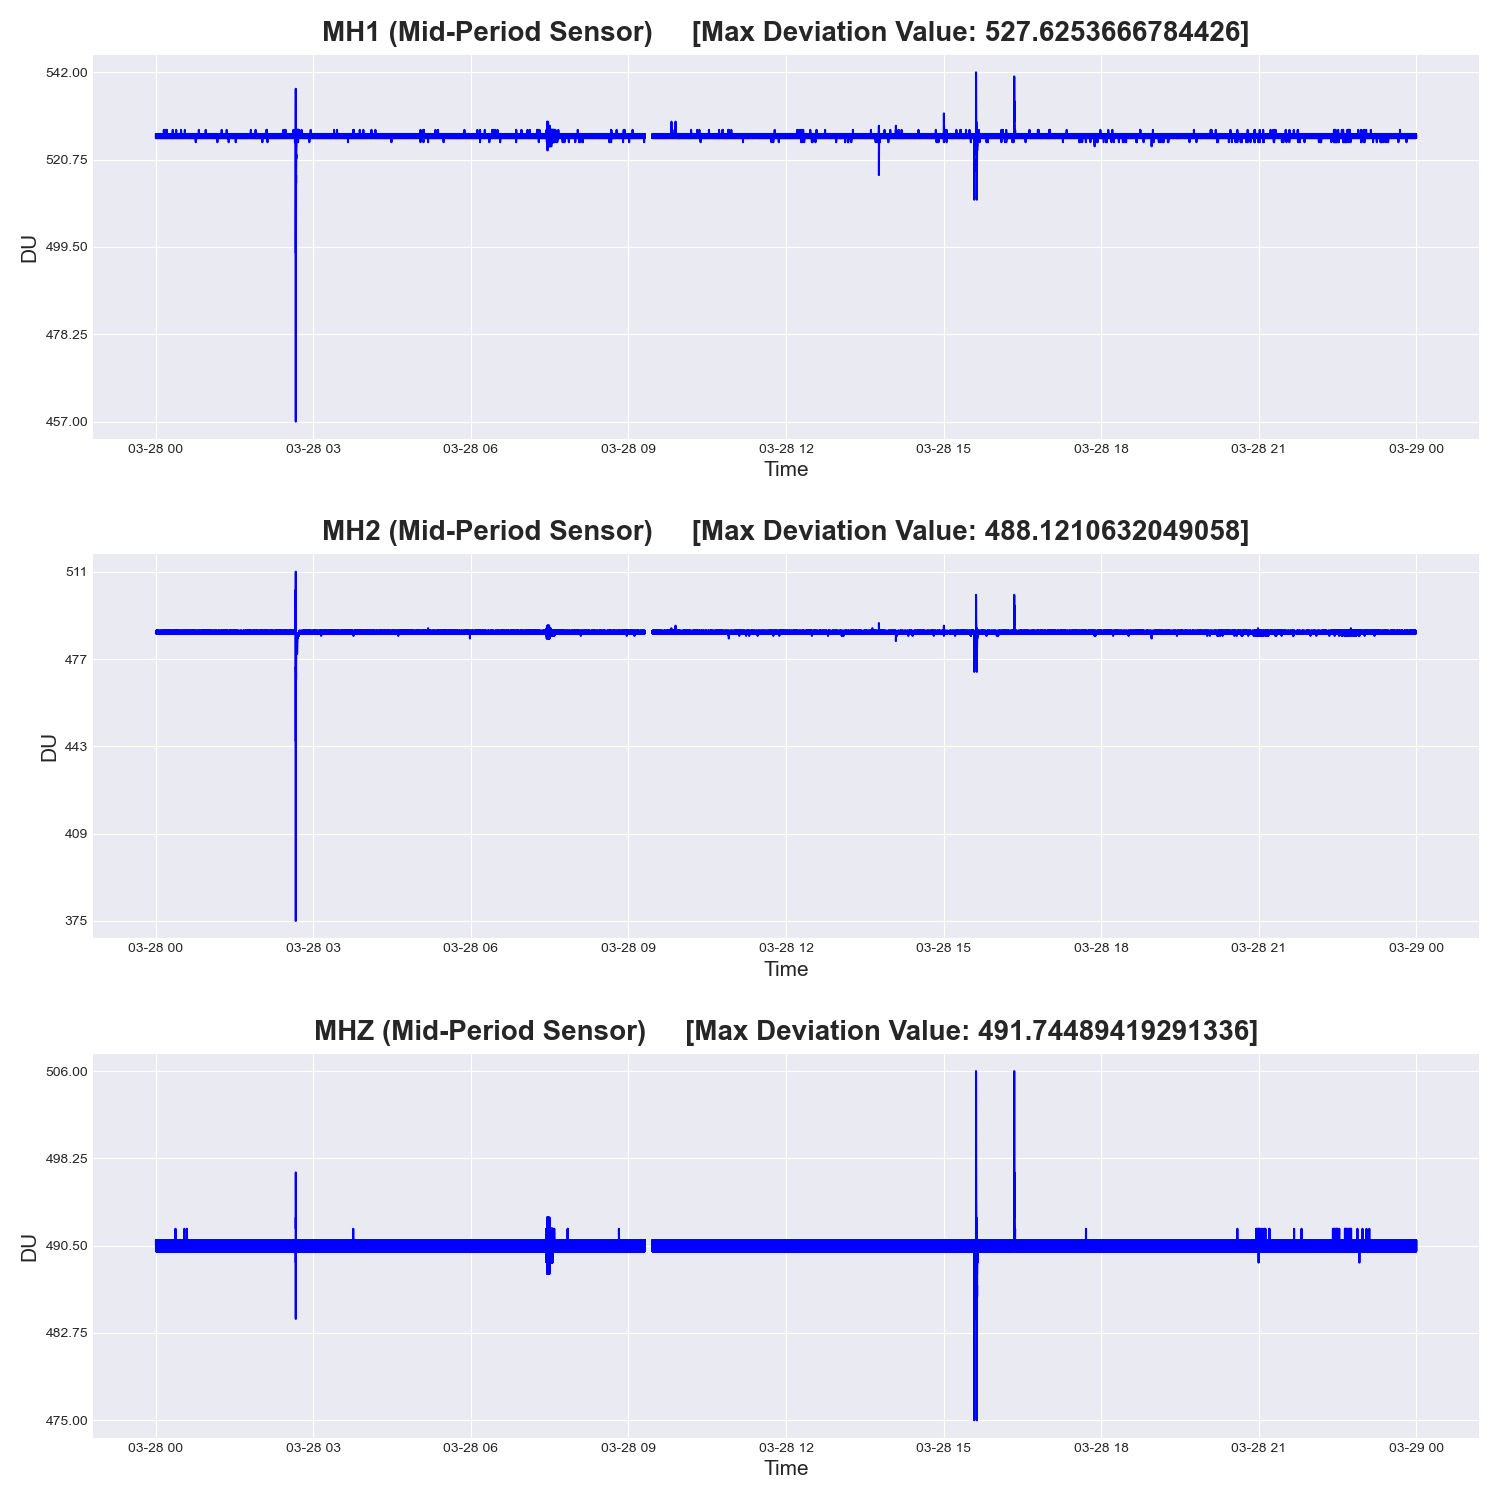 MH1 (Mid-Period Sensor) [Max Deviation Value: 527.6253666784426]
542.00
520.75
499.50
478.25
457.00
DU
03-28 00 03-28 03 03-28 06 03-28 09 03-28 12 03-28 15 03-28 18 03-28 21 03-29 00
Time
MH2 (Mid-Period Sensor) [Max Deviation Value: 488.1210632049058]
511
477
443
409
375
DU
03-28 00 03-28 03 03-28 06 03-28 09 03-28 12 03-28 15 03-28 18 03-28 21 03-29 00
Time
MHZ (Mid-Period Sensor) [Max Deviation Value: 491.74489419291336]
506.00
498.25
490.50
482.75
475.00
DU
03-28 00 03-28 03 03-28 06 03-28 09 03-28 12 03-28 15 03-28 18 03-28 21 03-29 00
Time